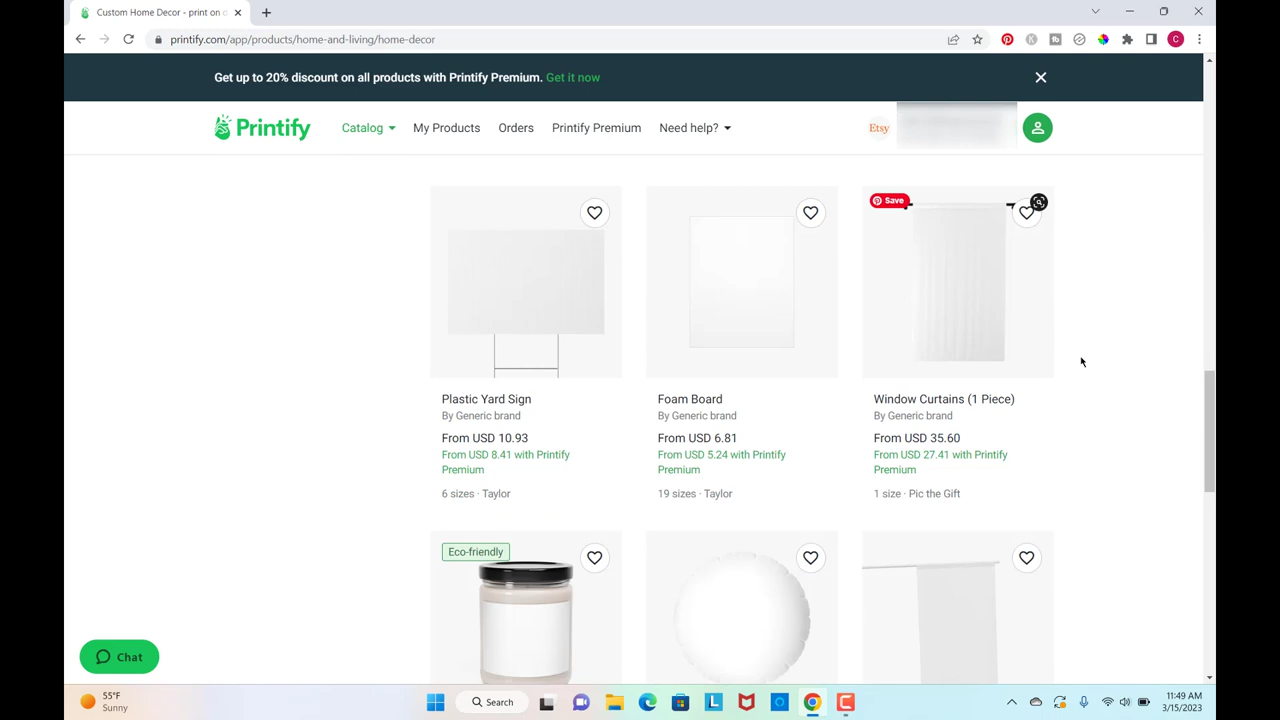 Custom Home Decor - print on d
printify.com/app/products/home-and-living/home-decor
Get up to 20% discount on all products with Printify Premium. Get it now
Printify
Catalog
My Products
Orders
Printify Premium
Need help?
Etsy
Save
Plastic Yard Sign
By Generic brand
From USD 10.93
From USD 8.41 with Printify
Premium
6 sizes · Taylor
Foam Board
By Generic brand
From USD 6.81
From USD 5.24 with Printify
Premium
19 sizes · Taylor
Window Curtains (1 Piece)
By Generic brand
From USD 35.60
From USD 27.41 with Printify
Premium
1 size · Pic the Gift
Eco-friendly
Chat
55°F
Sunny
Search
11:49 AM
3/15/2023